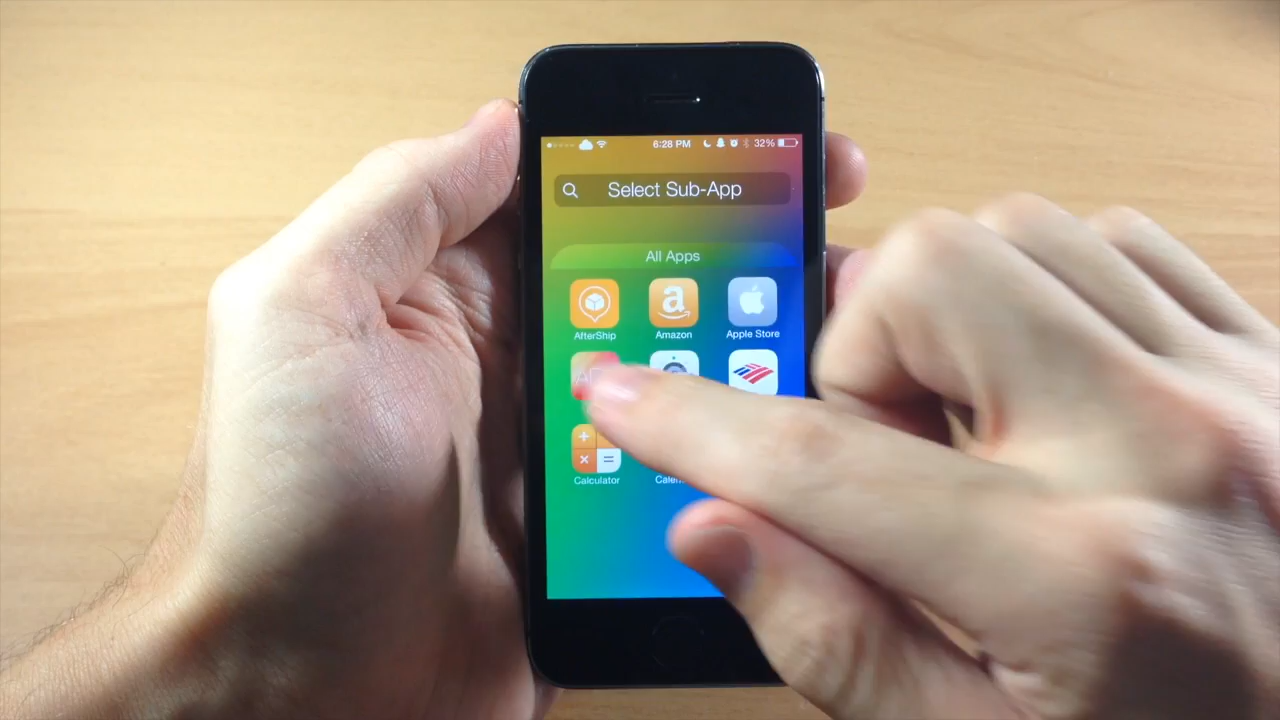 6:28 PM 32%
Select Sub-App
All Apps
AfterShip Amazon Apple Store
Calculator